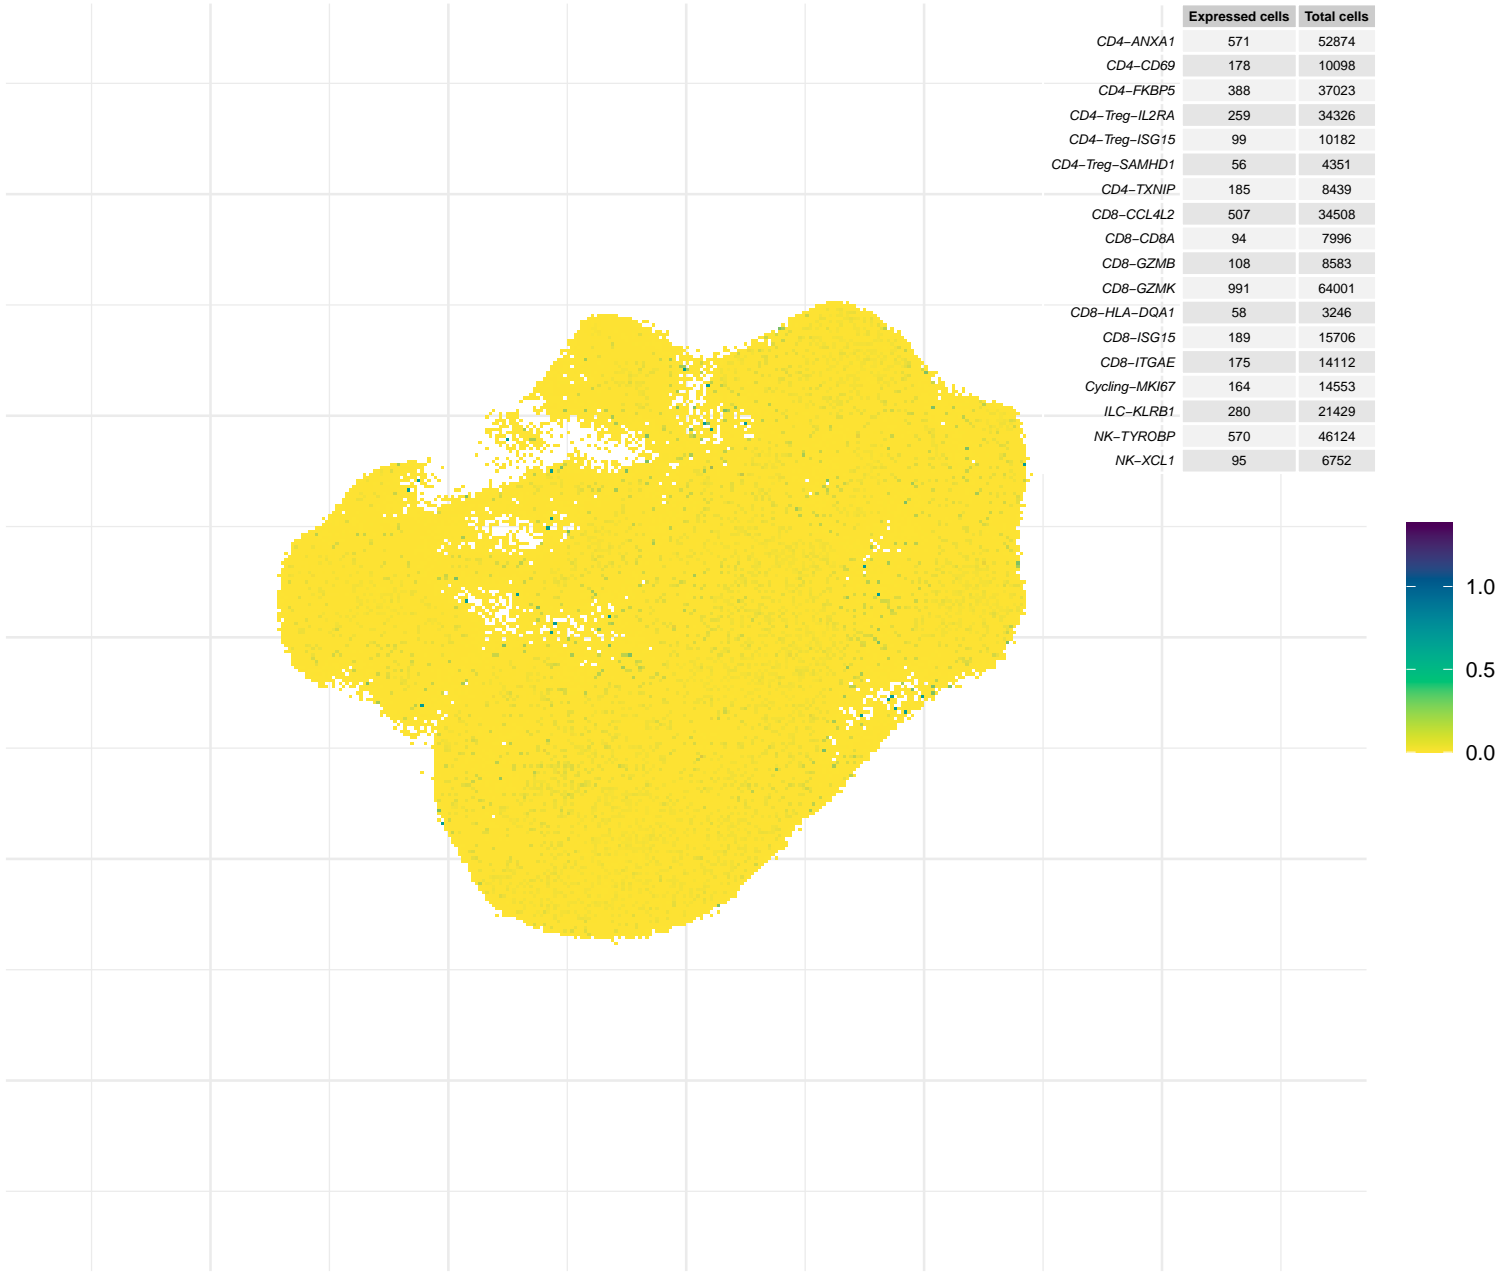 Expressed cells Total cells
CD4−ANXA1 571 52874
CD4−CD69 178 10098
CD4−FKBP5 388 37023
CD4−Treg−IL2RA 259 34326
CD4−Treg−ISG15 99 10182
CD4−Treg−SAMHD1 56 4351
CD4−TXNIP 185 8439
CD8−CCL4L2 507 34508
CD8−CD8A 94 7996
CD8−GZMB 108 8583
CD8−GZMK 991 64001
CD8−HLA−DQA1 58 3246
CD8−ISG15 189 15706
CD8−ITGAE 175 14112
Cycling−MKI67 164 14553
ILC−KLRB1 280 21429
NK−TYROBP 570 46124
NK−XCL1 95 6752
1.0
0.5
0.0